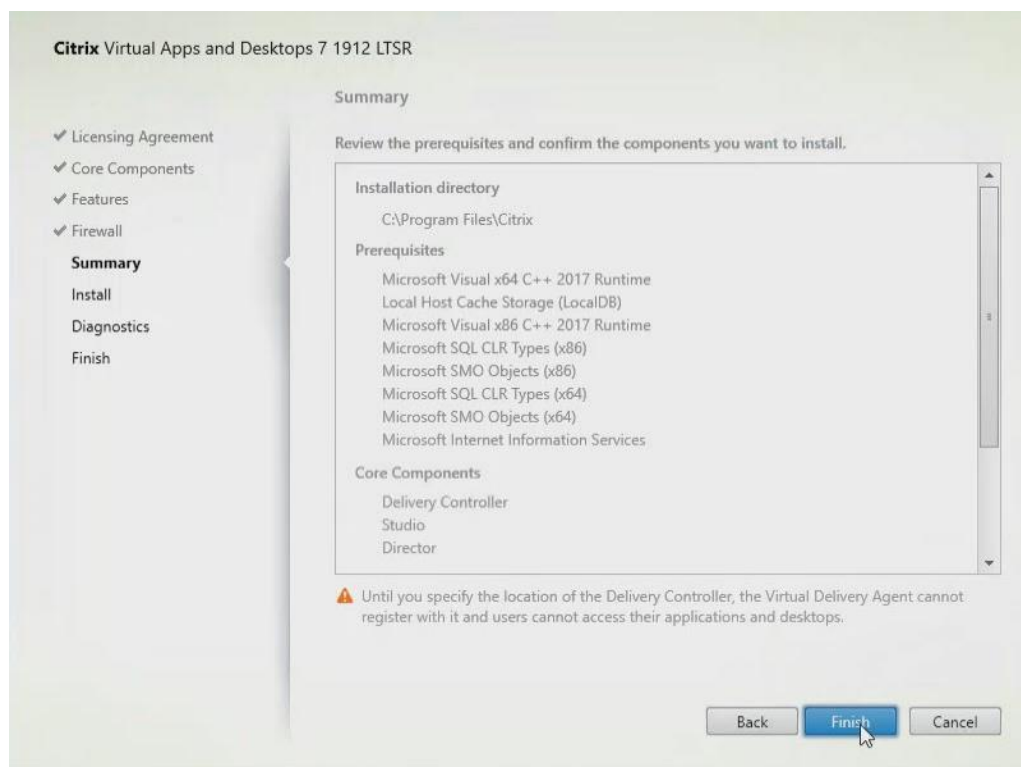 Citrix Virtual Apps and Desktops 7 1912 LTSR
Summary
✔ Licensing Agreement
✔ Core Components
✔ Features
✔ Firewall
Summary
Install
Diagnostics
Finish
Review the prerequisites and confirm the components you want to install.
Installation directory
C:\Program Files\Citrix
Prerequisites
Microsoft Visual x64 C++ 2017 Runtime
Local Host Cache Storage (LocalDB)
Microsoft Visual x86 C++ 2017 Runtime
Microsoft SQL CLR Types (x86)
Microsoft SMO Objects (x86)
Microsoft SQL CLR Types (x64)
Microsoft SMO Objects (x64)
Microsoft Internet Information Services
Core Components
Delivery Controller
Studio
Director
Until you specify the location of the Delivery Controller, the Virtual Delivery Agent cannot
register with it and users cannot access their applications and desktops.
Back Finish Cancel